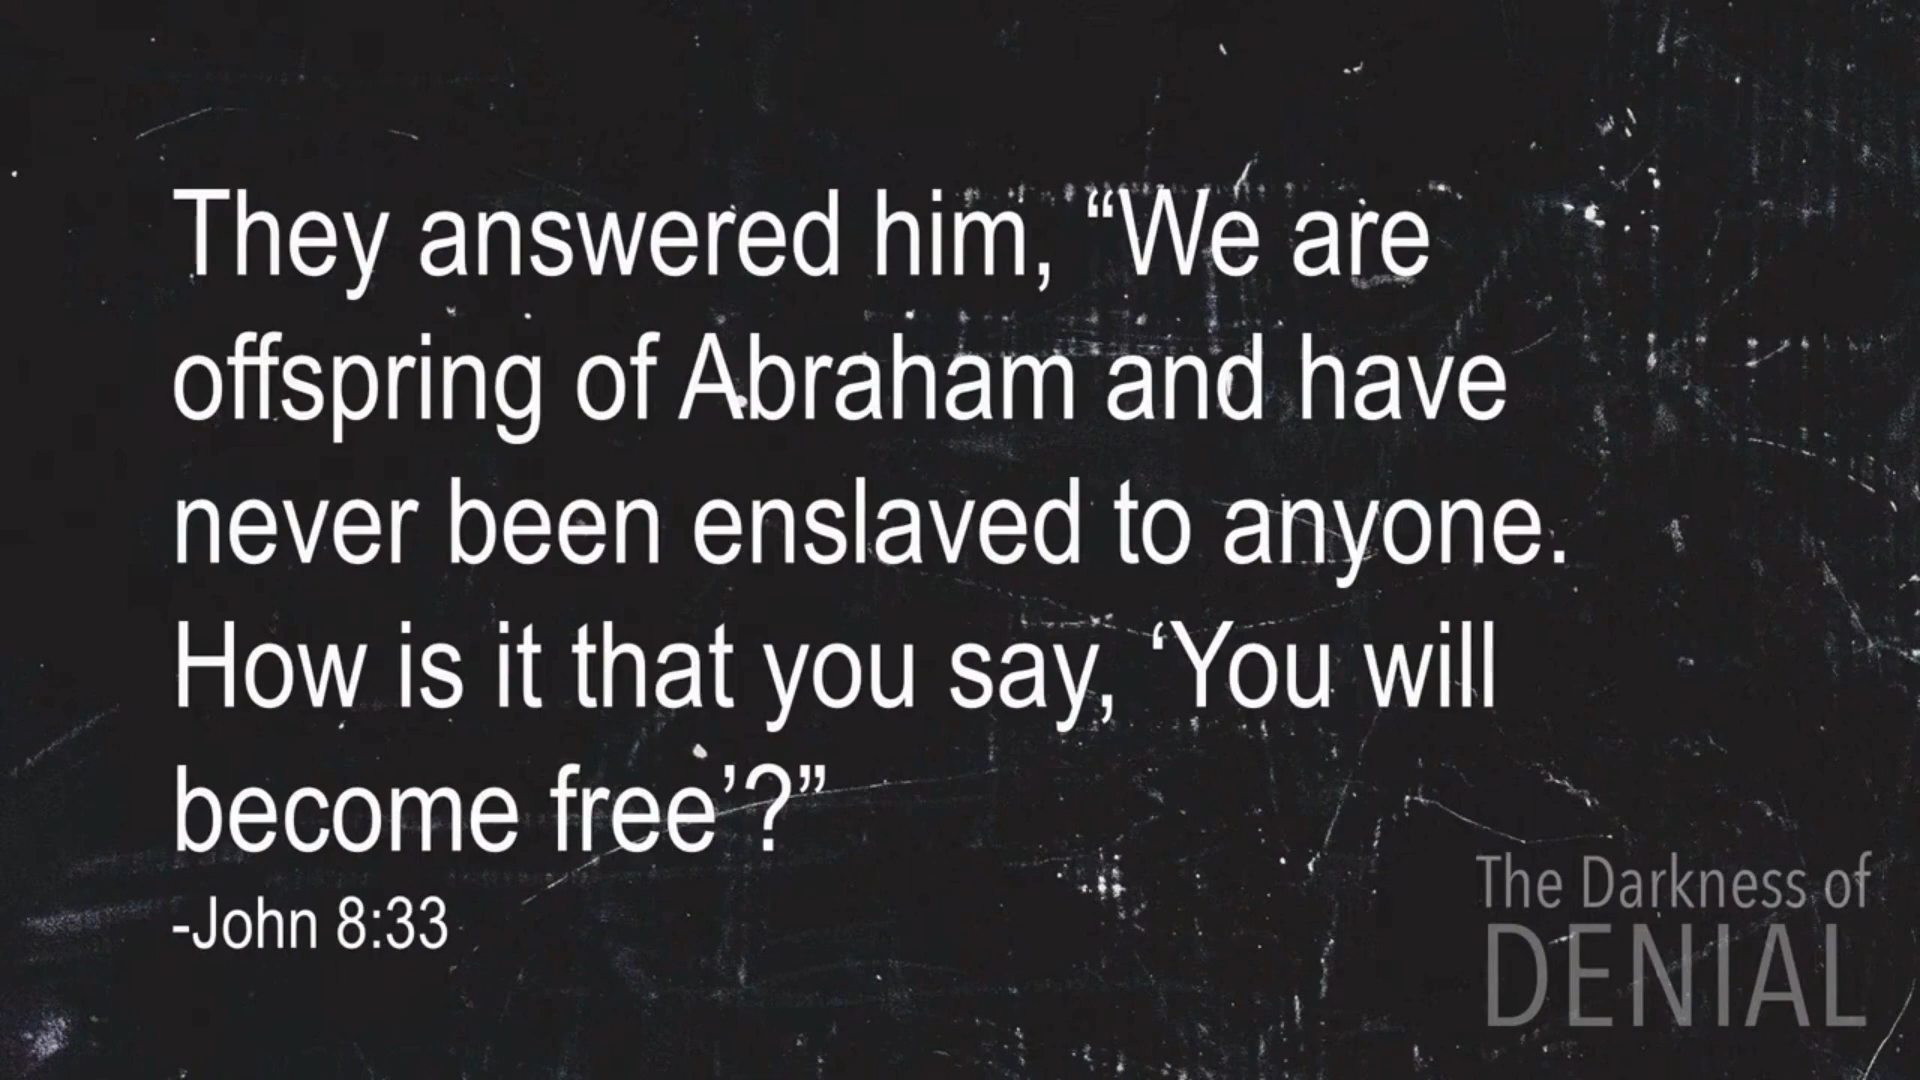 They answered him, “We are
offspring of Abraham and have
never been enslaved to anyone.
How is it that you say, ‘You will
become free’?”
-John 8:33
The Darkness of
DENIAL